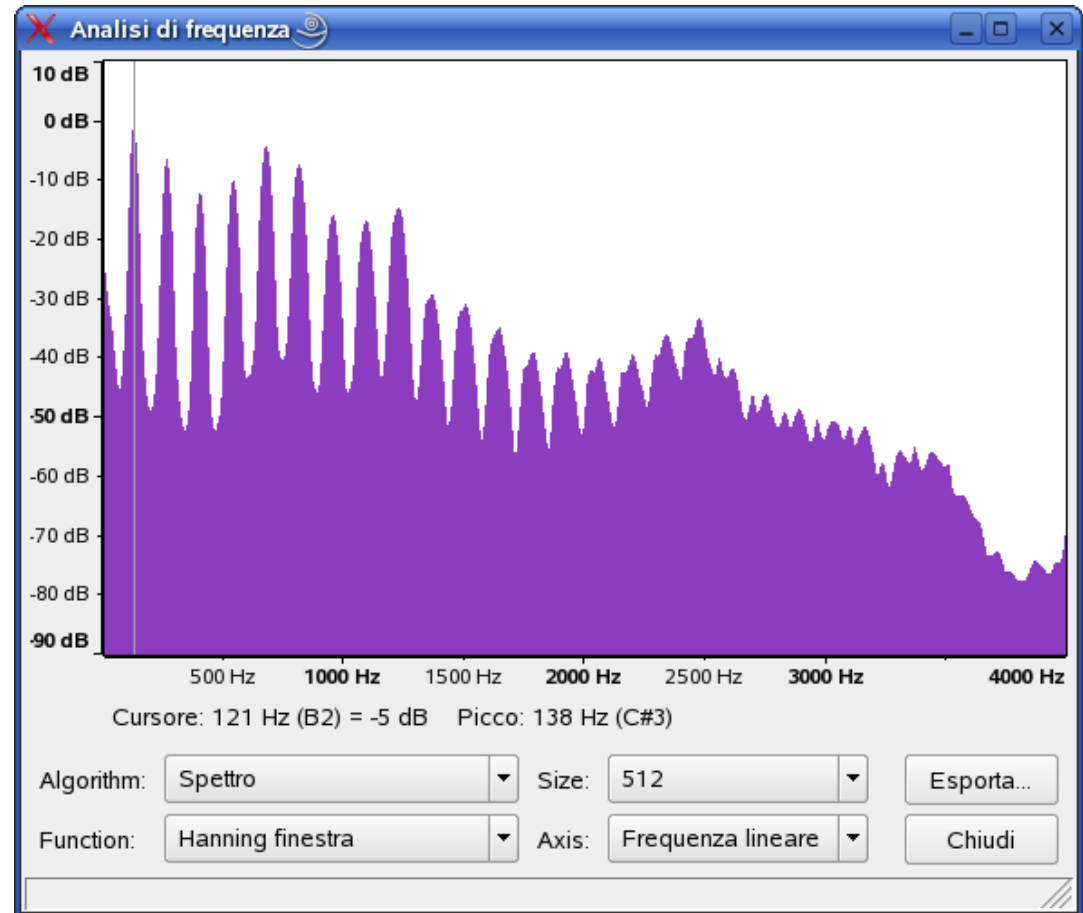 Analisi di frequenza
10 dB
0 dB
-10 dB
-20 dB
-30 dB
-40 dB
-50 dB
-60 dB
-70 dB
-80 dB
-90 dB
500 Hz 1000 Hz 1500 Hz 2000 Hz 2500 Hz 3000 Hz 4000 Hz
Cursore: 121 Hz (B2) = -5 dB Picco: 138 Hz (C#3)
Algorithm: Spettro Size: 512 Esporta...
Function: Hanning finestra Axis: Frequenza lineare Chiudi